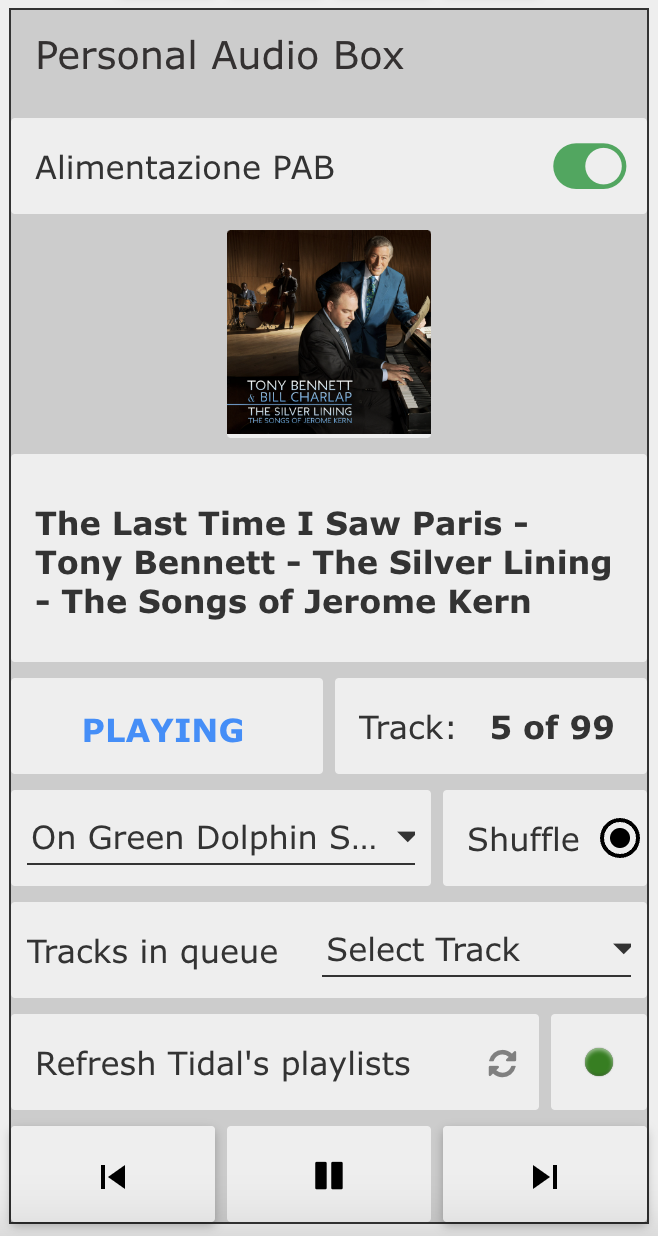 Personal Audio Box
Alimentazione PAB
TONY BENNETT
& BILL CHARLAP
THE SILVER LINING
THE SONGS OF JEROME KERN
The Last Time I Saw Paris -
Tony Bennett - The Silver Lining
- The Songs of Jerome Kern
PLAYING
Track: 5 of 99
On Green Dolphin S...
Shuffle
Tracks in queue
Select Track
Refresh Tidal's playlists